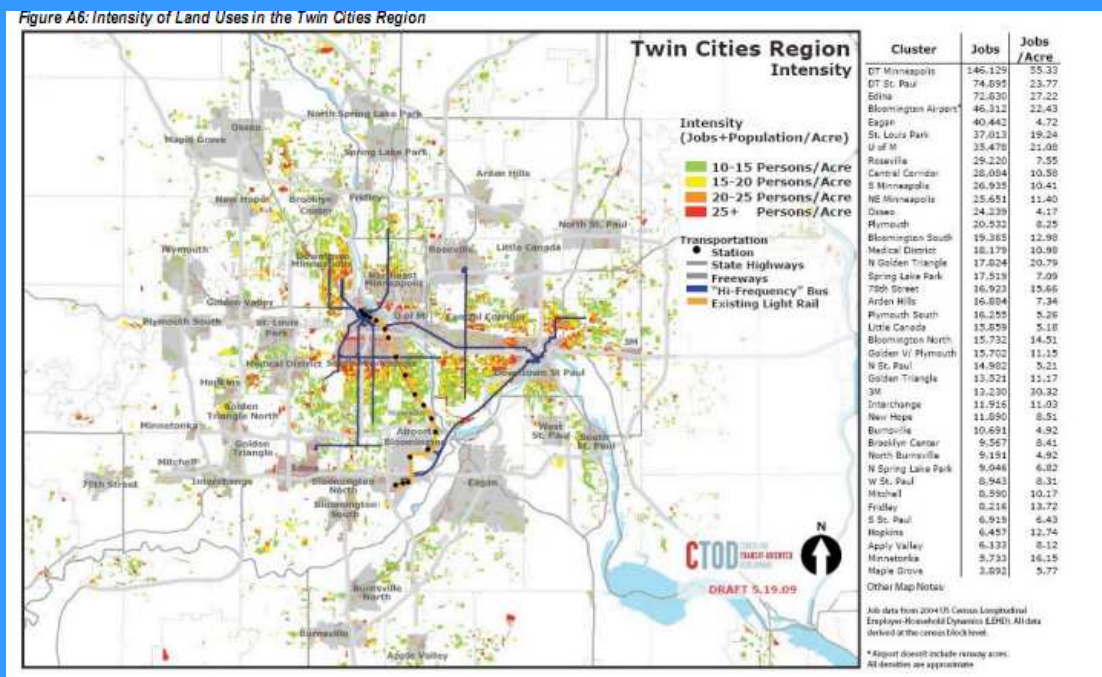 Figure A6: Intensity of Land Uses in the Twin Cities Region
Twin Cities Region
Intensity
Intensity
(Jobs+Population/Acre)
10-15 Persons/Acre
15-20 Persons/Acre
20-25 Persons/Acre
25+ Persons/Acre
Transportation
Station
State Highways
Freeways
"Hi-Frequency" Bus
Existing Light Rail
North Spring Lake Park
Osseo
Maple Grove
Spring Lake Park
Arden Hills
New Hope
Brooklyn
Center
Fridley
North St. Paul
Plymouth
Roseville
Little Canada
Downtown
Northeast
Minneapolis
Golden Valley
Plymouth South
St. Louis
Park
U of M
Central Corridor
3M
Medical District
Downtown St Paul
Hopkins
Golden
Triangle North
Minnetonka
Airport
Bloomington
West
St. Paul
South
St. Paul
Golden
Triangle
Mitchell
Edina
78th Street
Interchange
Bloomington
North
Eagan
Bloomington
South
Burnsville
North
Burnsville
Apple Valley
N
CTOD
CENTER FOR
TRANSIT-ORIENTED
DEVELOPMENT
DRAFT 5.19.09
Cluster Jobs Jobs
/Acre
DT Minneapolis 146,129 55.33
DT St. Paul 74,895 23.77
Edina 72,830 27.22
Bloomington Airport* 46,312 22.43
Eagan 40,442 4.72
St. Louis Park 37,013 19.24
U of M 35,478 21.08
Roseville 29,220 7.55
Central Corridor 28,084 10.58
S Minneapolis 26,935 10.41
NE Minneapolis 25,651 11.40
Osseo 24,239 4.17
Plymouth 20,532 8.25
Bloomington South 19,365 12.98
Medical District 18,179 10.98
N Golden Triangle 17,824 20.79
Spring Lake Park 17,519 7.09
78th Street 16,923 15.66
Arden Hills 16,884 7.34
Plymouth South 16,255 5.26
Little Canada 15,859 5.18
Bloomington North 15,732 14.51
Golden V/ Plymouth 15,702 11.15
N St. Paul 14,982 5.21
Golden Triangle 13,521 11.17
3M 13,230 30.32
Interchange 11,916 11.03
New Hope 11,890 8.51
Burnsville 10,691 4.92
Brooklyn Center 9,567 8.41
North Burnsville 9,191 4.92
N Spring Lake Park 9,046 6.82
W St. Paul 8,943 8.31
Mitchell 8,590 10.17
Fridley 8,216 13.72
S St. Paul 6,919 6.43
Hopkins 6,457 12.74
Apply Valley 6,133 8.12
Minnetonka 5,733 16.15
Maple Grove 3,892 5.77
Other Map Notes:
Job data from 2004 US Census Longitudinal
Employer-Household Dynamics (LEHD). All data
derived at the census block level.
* Airport doesn't include runway acres.
All densities are approximate